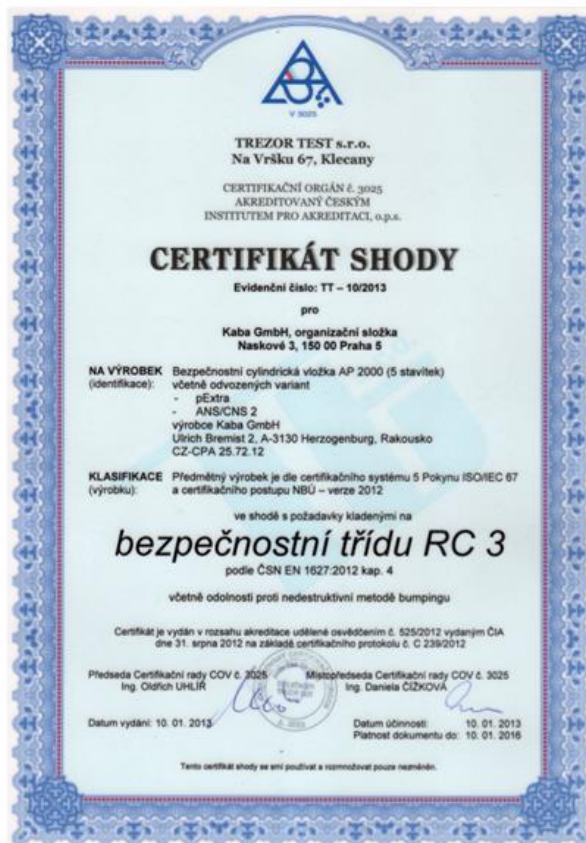 V 3025
TREZOR TEST s.r.o.
Na Vršku 67, Klecany
CERTIFIKAČNÍ ORGÁN č. 3025
AKREDITOVANÝ ČESKÝM
INSTITUTEM PRO AKREDITACI, o.p.s.
CERTIFIKÁT SHODY
Evidenční číslo: TT – 10/2013
pro
Kaba GmbH, organizační složka
Naskové 3, 150 00 Praha 5
NA VÝROBEK Bezpečnostní cylindrická vložka AP 2000 (5 stavítek)
(identifikace): včetně odvozených variant
- pExtra
- ANS/CNS 2
výrobce Kaba GmbH
Ulrich Bremist 2, A-3130 Herzogenburg, Rakousko
CZ-CPA 25.72.12
KLASIFIKACE Předmětný výrobek je dle certifikačního systému 5 Pokynu ISO/IEC 67
(výrobku): a certifikačního postupu NBÚ – verze 2012
ve shodě s požadavky kladenými na
bezpečnostní třídu RC 3
podle ČSN EN 1627:2012 kap. 4
včetně odolnosti proti nedestruktivní metodě bumpingu
Certifikát je vydán v rozsahu akreditace udělené osvědčením č. 525/2012 vydaným ČIA
dne 31. srpna 2012 na základě certifikačního protokolu č. C 239/2012
Předseda Certifikační rady COV č. 3025 Místopředseda Certifikační rady COV č. 3025
Ing. Oldřich UHLÍŘ Ing. Daniela ČÍŽKOVÁ
Datum vydání: 10. 01. 2013 Datum účinnosti: 10. 01. 2013
Platnost dokumentu do: 10. 01. 2016
Tento certifikát shody se smí používat a rozmnožovat pouze nezměněn.